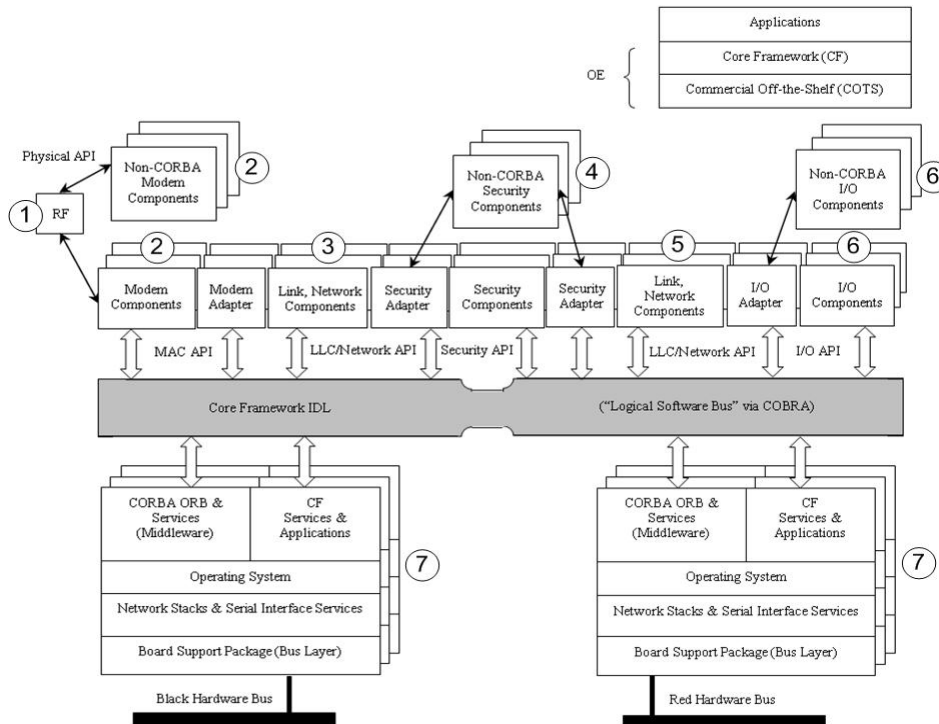 Applications
Core Framework (CF)
Commercial Off-the-Shelf (COTS)
OE
Physical API
Non-CORBA
Modem
Components
2
Non-CORBA
Security
Components
4
Non-CORBA
I/O
Components
6
1
RF
2
3
5
6
Modem
Components
Modem
Adapter
Link, Network
Components
Security
Adapter
Security
Components
Security
Adapter
Link,
Network
Components
I/O
Adapter
I/O
Components
MAC API
LLC/Network API
Security API
LLC/Network API
I/O API
Core Framework IDL
("Logical Software Bus" via COBRA)
CORBA ORB &
Services
(Middleware)
CF
Services &
Applications
Operating System
Network Stacks & Serial Interface Services
Board Support Package (Bus Layer)
7
Black Hardware Bus
CORBA ORB &
Services
(Middleware)
CF
Services &
Applications
Operating System
Network Stacks & Serial Interface Services
Board Support Package (Bus Layer)
7
Red Hardware Bus